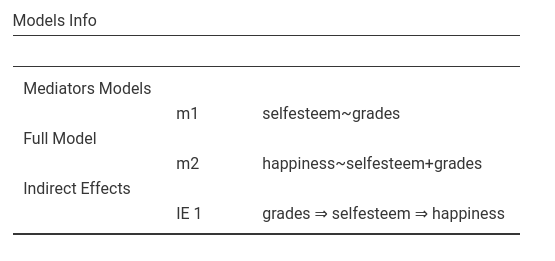 Models Info
Mediators Models
m1 selfesteem~grades
Full Model
m2 happiness~selfesteem+grades
Indirect Effects
IE 1 grades ⇒ selfesteem ⇒ happiness